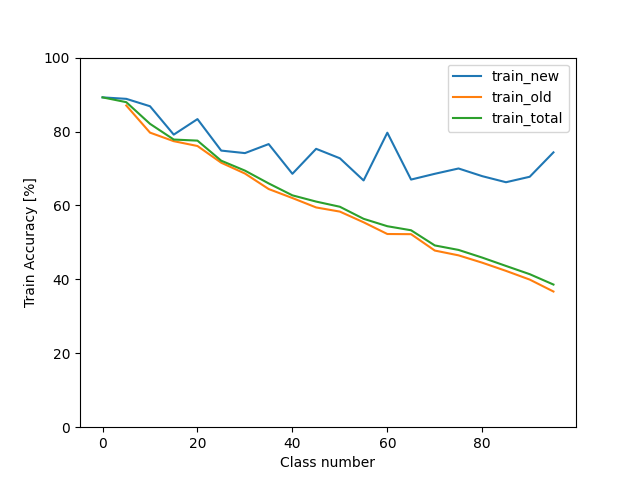 100
80
60
40
20
0
Train Accuracy [%]
train_new
train_old
train_total
0 20 40 60 80
Class number